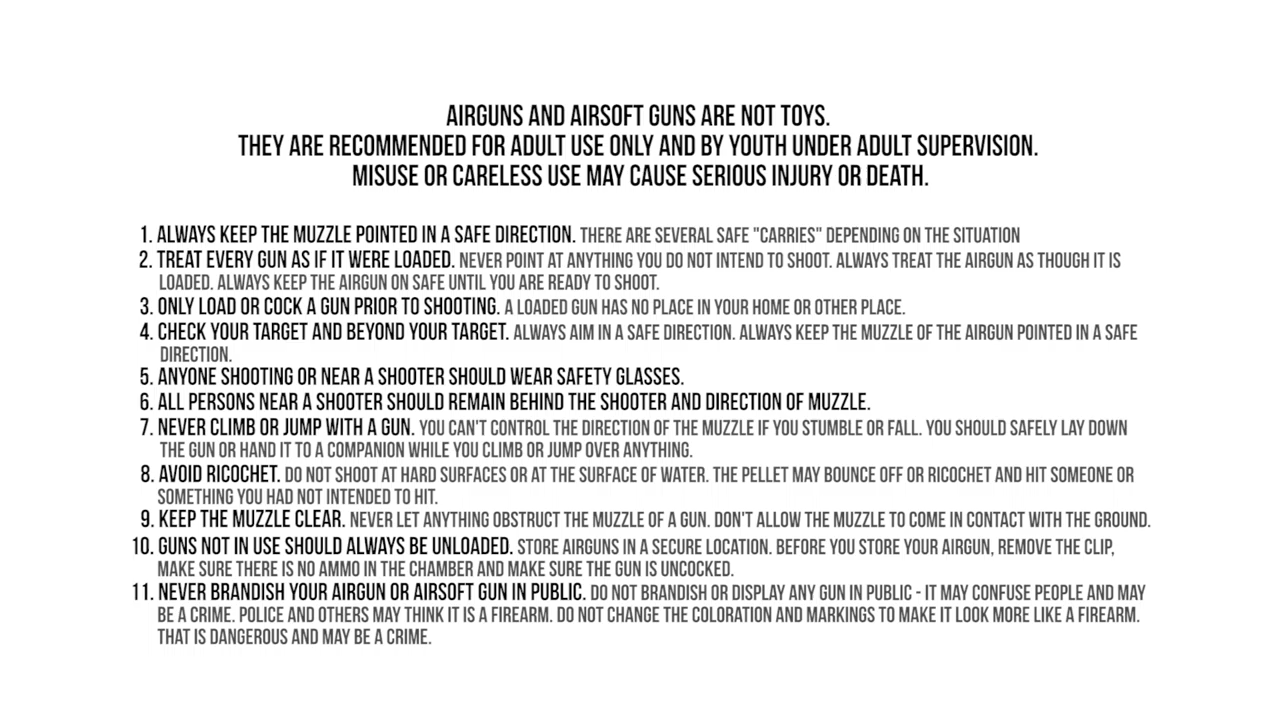 AIRGUNS AND AIRSOFT GUNS ARE NOT TOYS.
THEY ARE RECOMMENDED FOR ADULT USE ONLY AND BY YOUTH UNDER ADULT SUPERVISION.
MISUSE OR CARELESS USE MAY CAUSE SERIOUS INJURY OR DEATH.
1. ALWAYS KEEP THE MUZZLE POINTED IN A SAFE DIRECTION. THERE ARE SEVERAL SAFE "CARRIES" DEPENDING ON THE SITUATION
2. TREAT EVERY GUN AS IF IT WERE LOADED. NEVER POINT AT ANYTHING YOU DO NOT INTEND TO SHOOT. ALWAYS TREAT THE AIRGUN AS THOUGH IT IS
LOADED. ALWAYS KEEP THE AIRGUN ON SAFE UNTIL YOU ARE READY TO SHOOT.
3. ONLY LOAD OR COCK A GUN PRIOR TO SHOOTING. A LOADED GUN HAS NO PLACE IN YOUR HOME OR OTHER PLACE.
4. CHECK YOUR TARGET AND BEYOND YOUR TARGET. ALWAYS AIM IN A SAFE DIRECTION. ALWAYS KEEP THE MUZZLE OF THE AIRGUN POINTED IN A SAFE
DIRECTION.
5. ANYONE SHOOTING OR NEAR A SHOOTER SHOULD WEAR SAFETY GLASSES.
6. ALL PERSONS NEAR A SHOOTER SHOULD REMAIN BEHIND THE SHOOTER AND DIRECTION OF MUZZLE.
7. NEVER CLIMB OR JUMP WITH A GUN. YOU CAN'T CONTROL THE DIRECTION OF THE MUZZLE IF YOU STUMBLE OR FALL. YOU SHOULD SAFELY LAY DOWN
THE GUN OR HAND IT TO A COMPANION WHILE YOU CLIMB OR JUMP OVER ANYTHING.
8. AVOID RICOCHET. DO NOT SHOOT AT HARD SURFACES OR AT THE SURFACE OF WATER. THE PELLET MAY BOUNCE OFF OR RICOCHET AND HIT SOMEONE OR
SOMETHING YOU HAD NOT INTENDED TO HIT.
9. KEEP THE MUZZLE CLEAR. NEVER LET ANYTHING OBSTRUCT THE MUZZLE OF A GUN. DON'T ALLOW THE MUZZLE TO COME IN CONTACT WITH THE GROUND.
10. GUNS NOT IN USE SHOULD ALWAYS BE UNLOADED. STORE AIRGUNS IN A SECURE LOCATION. BEFORE YOU STORE YOUR AIRGUN, REMOVE THE CLIP,
MAKE SURE THERE IS NO AMMO IN THE CHAMBER AND MAKE SURE THE GUN IS UNCOCKED.
11. NEVER BRANDISH YOUR AIRGUN OR AIRSOFT GUN IN PUBLIC. DO NOT BRANDISH OR DISPLAY ANY GUN IN PUBLIC - IT MAY CONFUSE PEOPLE AND MAY
BE A CRIME. POLICE AND OTHERS MAY THINK IT IS A FIREARM. DO NOT CHANGE THE COLORATION AND MARKINGS TO MAKE IT LOOK MORE LIKE A FIREARM.
THAT IS DANGEROUS AND MAY BE A CRIME.